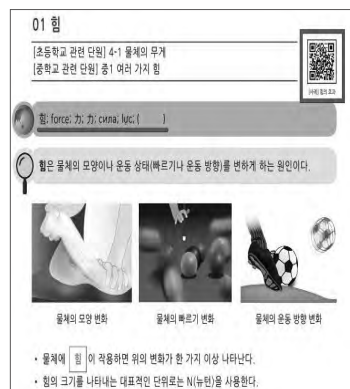 01 힘
[초등학교 관련 단원] 4-1 물체의 무게
[중학교 관련 단원] 중1 여러 가지 힘
힘: force; 力; 力; сила; lực; (        )
힘은 물체의 모양이나 운동 상태(빠르기나 운동 방향)를 변하게 하는 원인이다.
물체의 모양 변화
물체의 빠르기 변화
물체의 운동 방향 변화
• 물체에 힘 이 작용하면 위의 변화가 한 가지 이상 나타난다.
• 힘의 크기를 나타내는 대표적인 단위로는 N(뉴턴)을 사용한다.